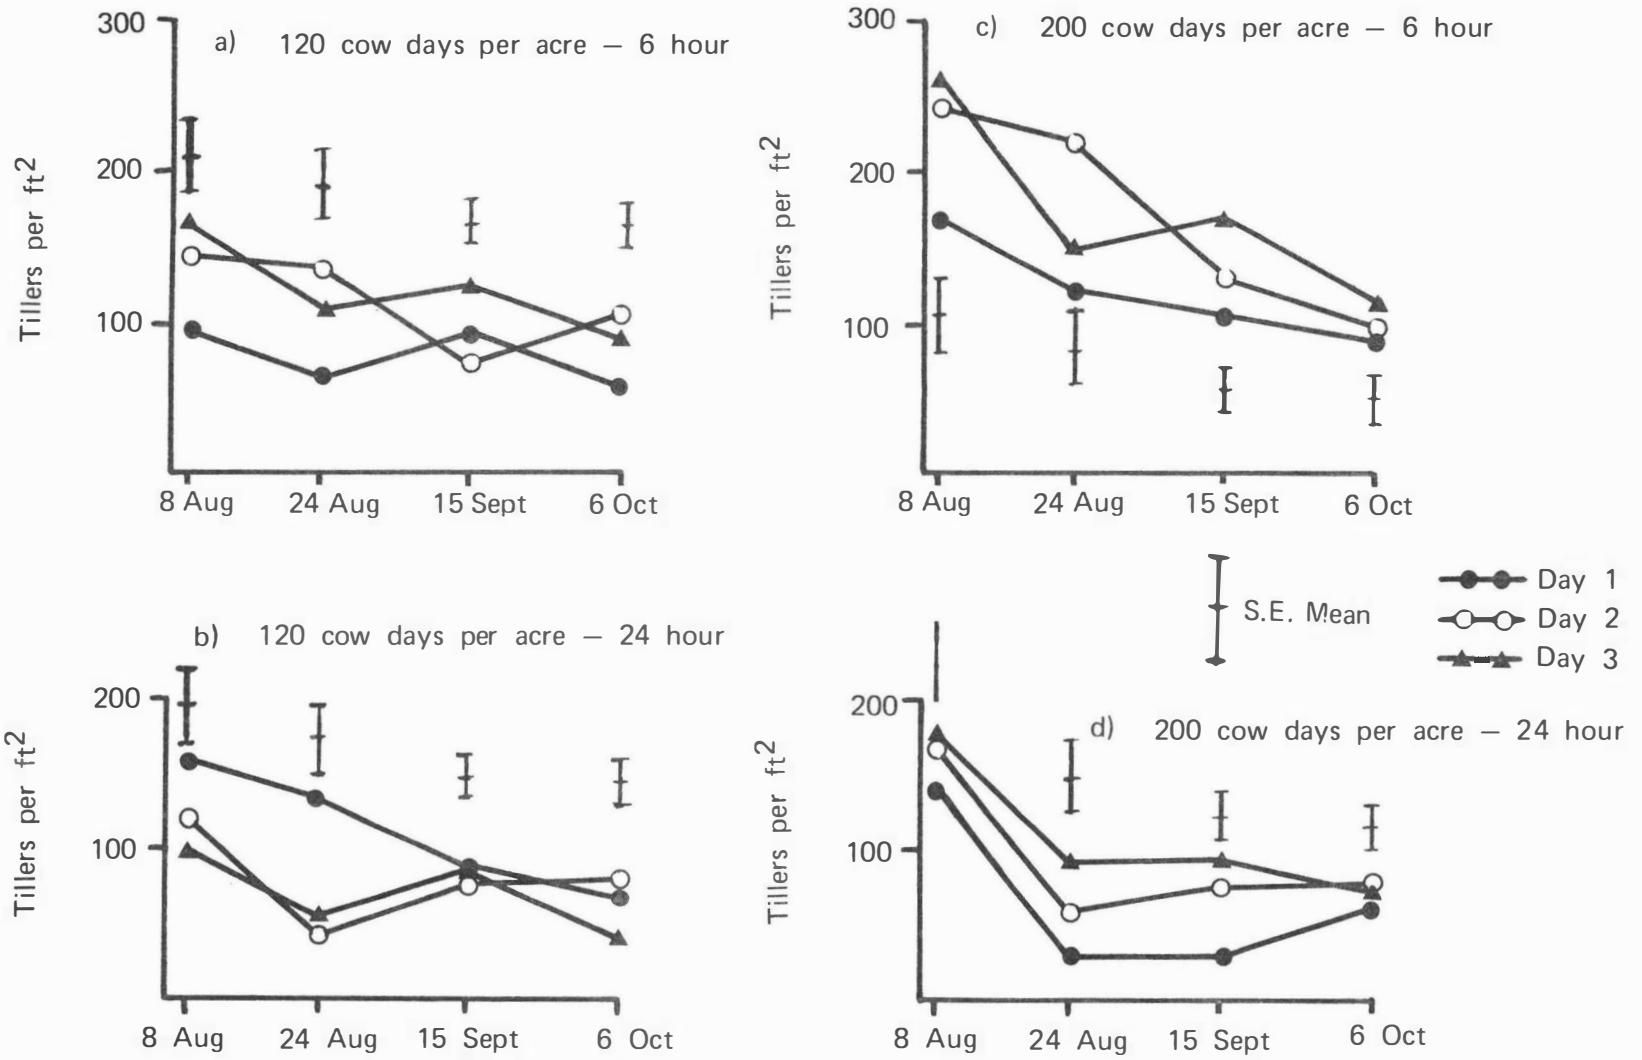 a) 120 cow days per acre – 6 hour
300
200
100
Tillers per ft2
8 Aug 24 Aug 15 Sept 6 Oct
c) 200 cow days per acre – 6 hour
300
200
100
Tillers per ft2
8 Aug 24 Aug 15 Sept 6 Oct
S.E. Mean
Day 1
Day 2
Day 3
b) 120 cow days per acre – 24 hour
200
100
Tillers per ft2
8 Aug 24 Aug 15 Sept 6 Oct
d) 200 cow days per acre – 24 hour
200
100
Tillers per ft2
8 Aug 24 Aug 15 Sept 6 Oct